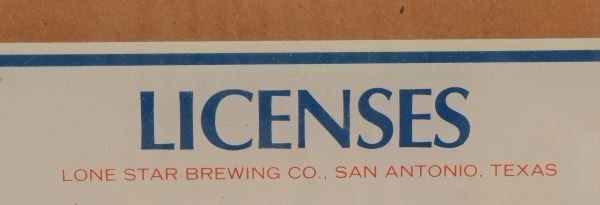 LICENSES
LONE STAR BREWING CO., SAN ANTONIO, TEXAS